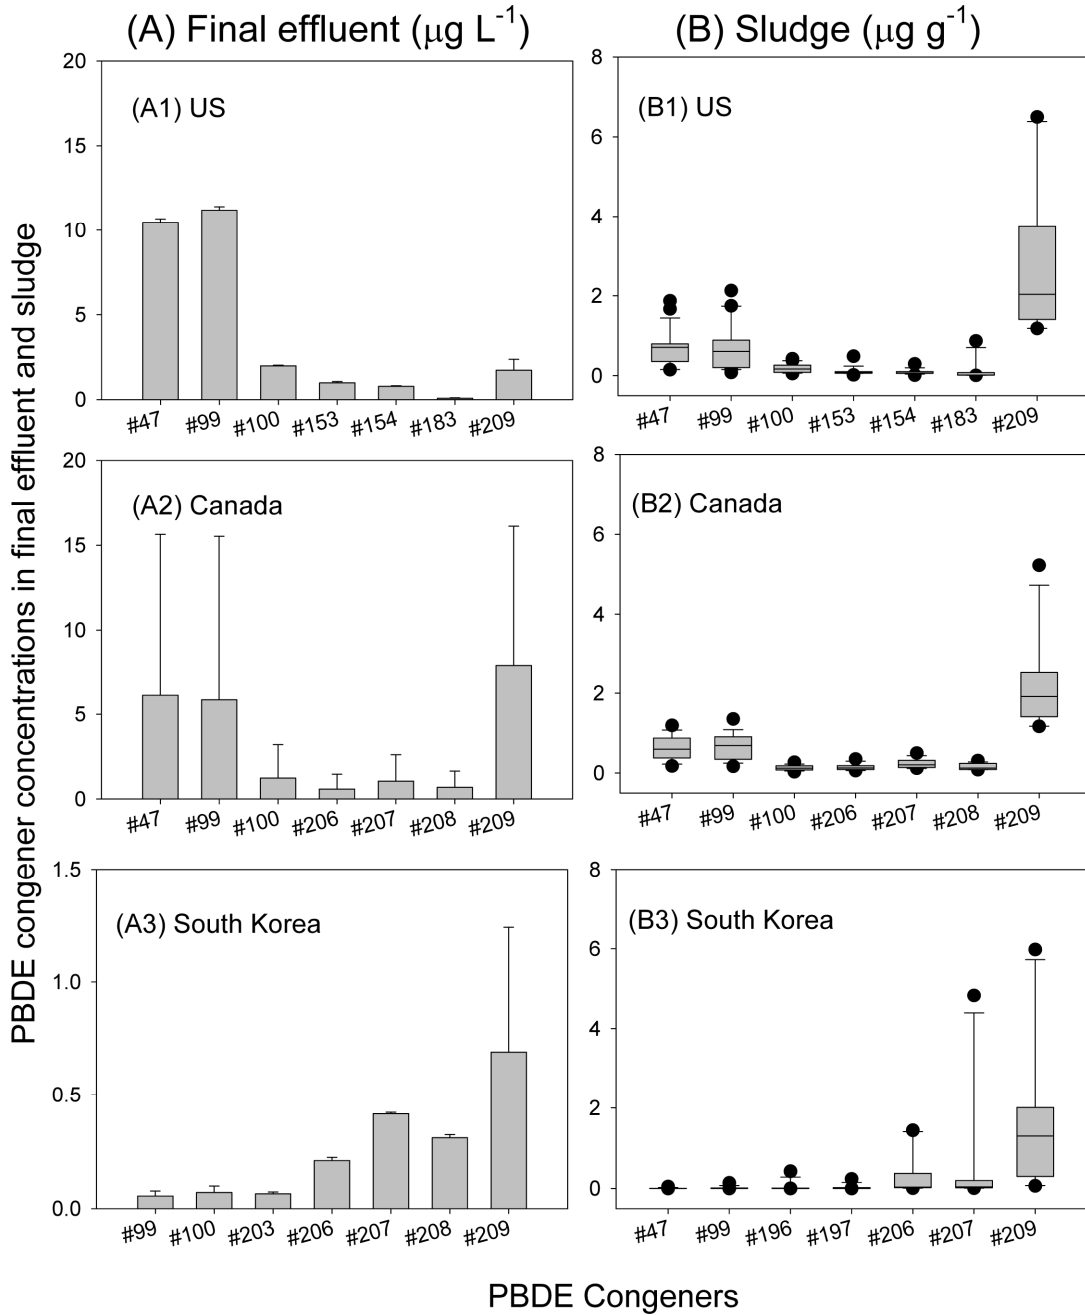 (A) Final effluent (μg L⁻¹)
(B) Sludge (μg g⁻¹)
PBDE congener concentrations in final effluent and sludge
(A1) US
20
15
10
5
0
#47 #99 #100 #153 #154 #183 #209
(B1) US
8
6
4
2
0
#47 #99 #100 #153 #154 #183 #209
(A2) Canada
20
15
10
5
0
#47 #99 #100 #206 #207 #208 #209
(B2) Canada
8
6
4
2
0
#47 #99 #100 #206 #207 #208 #209
(A3) South Korea
1.5
1.0
0.5
0.0
#99 #100 #203 #206 #207 #208 #209
(B3) South Korea
8
6
4
2
0
#47 #99 #196 #197 #206 #207 #209
PBDE Congeners